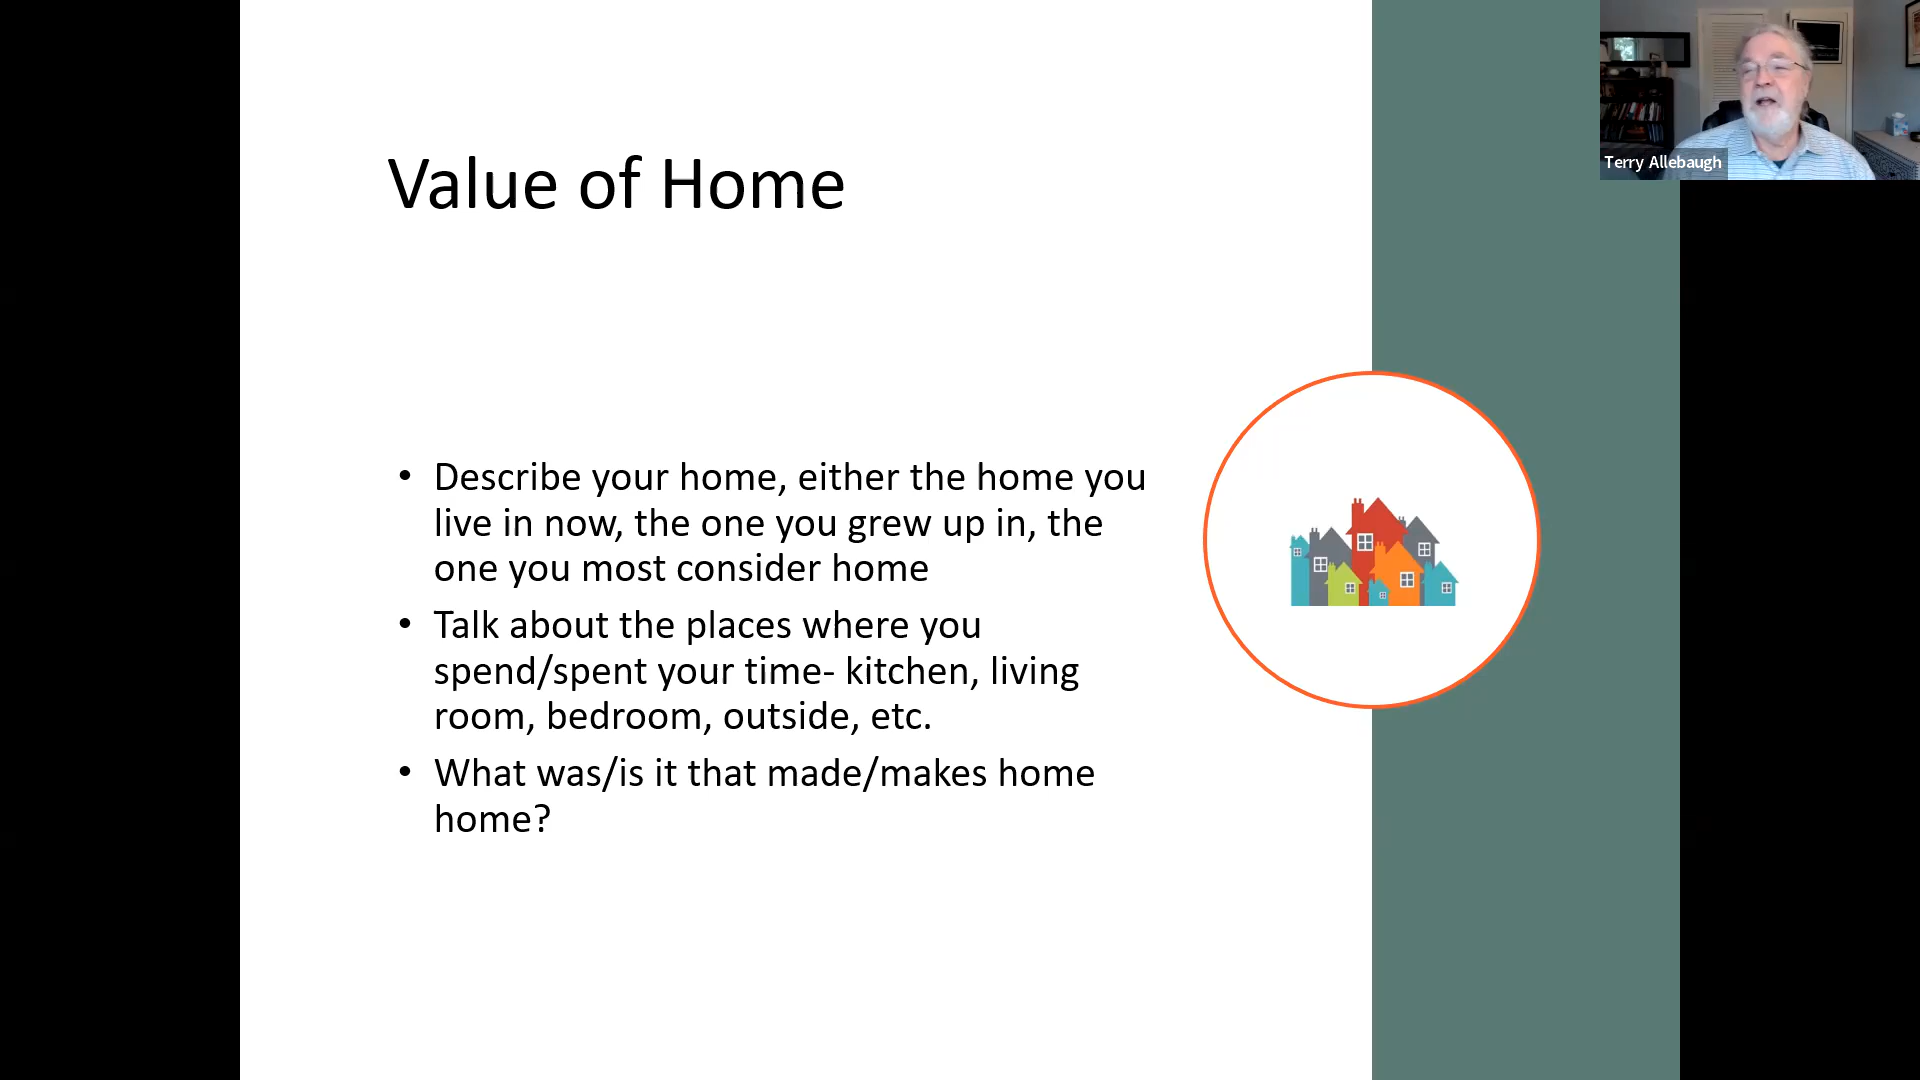 Value of Home
• Describe your home, either the home you
live in now, the one you grew up in, the
one you most consider home
• Talk about the places where you
spend/spent your time- kitchen, living
room, bedroom, outside, etc.
• What was/is it that made/makes home
home?
Terry Allebaugh